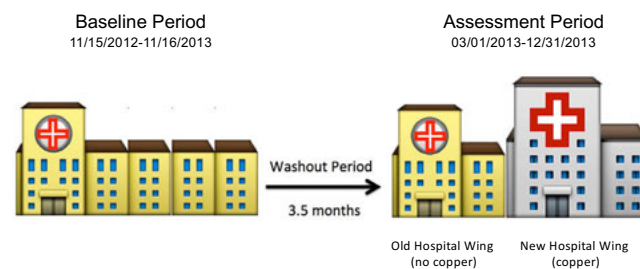 Baseline Period
11/15/2012-11/16/2013
Assessment Period
03/01/2013-12/31/2013
Washout Period
3.5 months
Old Hospital Wing
(no copper)
New Hospital Wing
(copper)